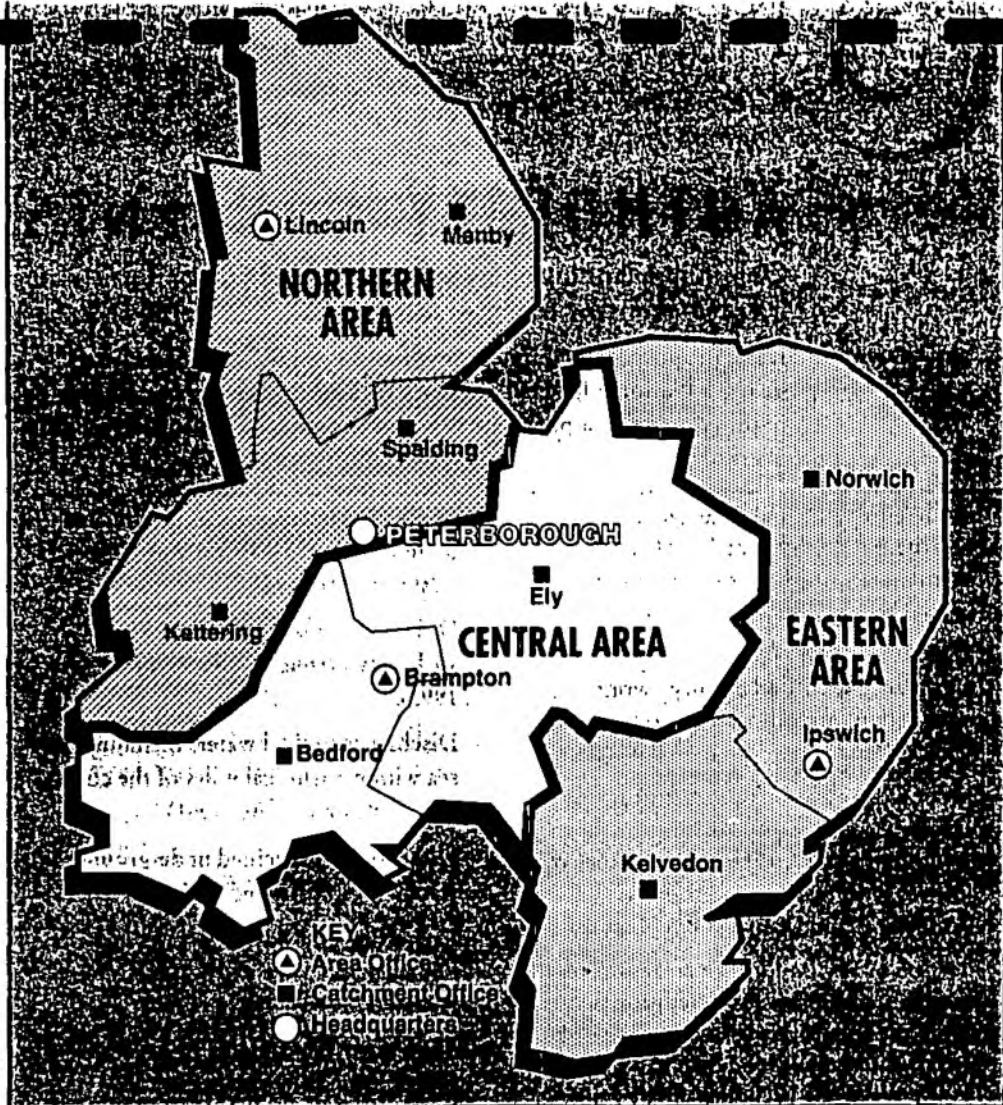 Lincoln
Manby
NORTHERN
AREA
Spalding
Norwich
PETERBOROUGH
Ely
Kettering
CENTRAL AREA
EASTERN
AREA
Brampton
Ipswich
Bedford
Kelvedon
KEY
Area Office
Catchment Office
Headquarters